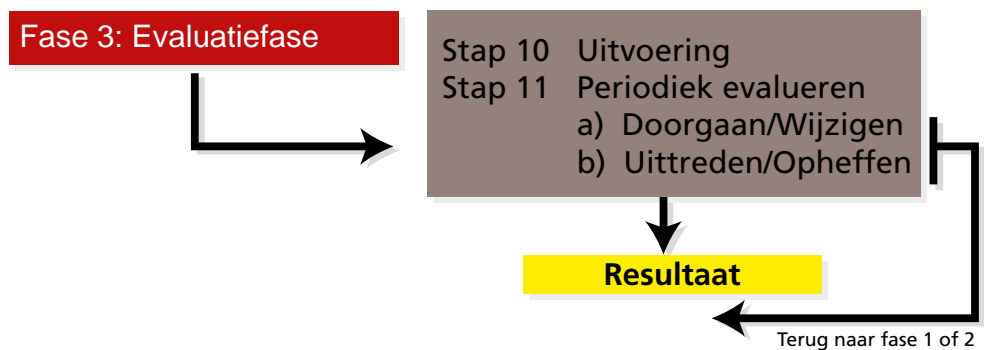 Fase 3: Evaluatiefase
Stap 10 Uitvoering
Stap 11 Periodiek evalueren
a) Doorgaan/Wijzigen
b) Uittreden/Opheffen
Resultaat
Terug naar fase 1 of 2